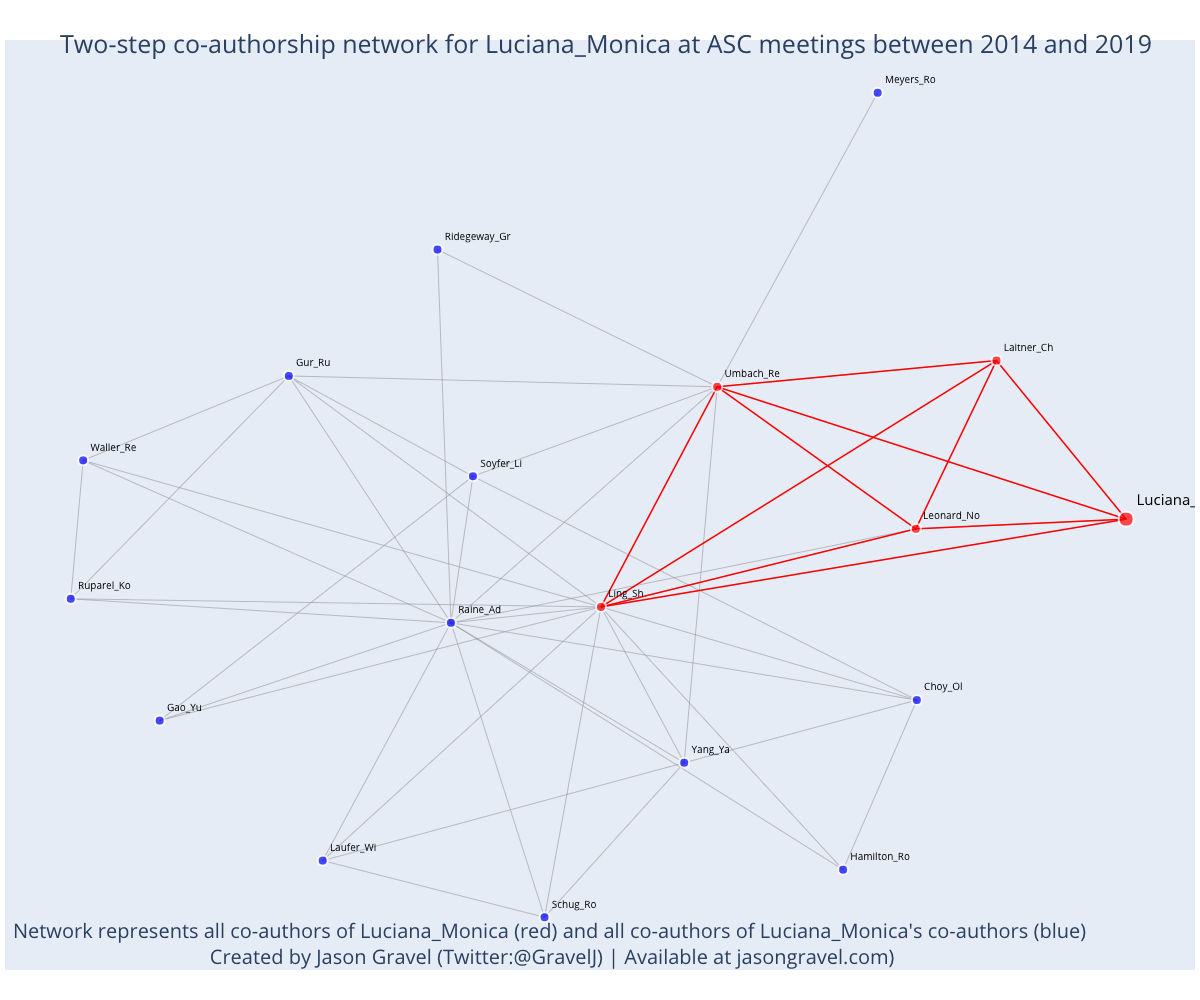 Two-step co-authorship network for Luciana_Monica at ASC meetings between 2014 and 2019
Meyers_Ro
Ridegeway_Gr
Laitner_Ch
Gur_Ru
Umbach_Re
Waller_Re
Soyfer_Li
Luciana_
Leonard_No
Ruparel_Ko
Ling_Sh
Raine_Ad
Choy_Ol
Gao_Yu
Yang_Ya
Laufer_Wi
Hamilton_Ro
Schug_Ro
Network represents all co-authors of Luciana_Monica (red) and all co-authors of Luciana_Monica's co-authors (blue)
Created by Jason Gravel (Twitter:@GravelJ) | Available at jasongravel.com)